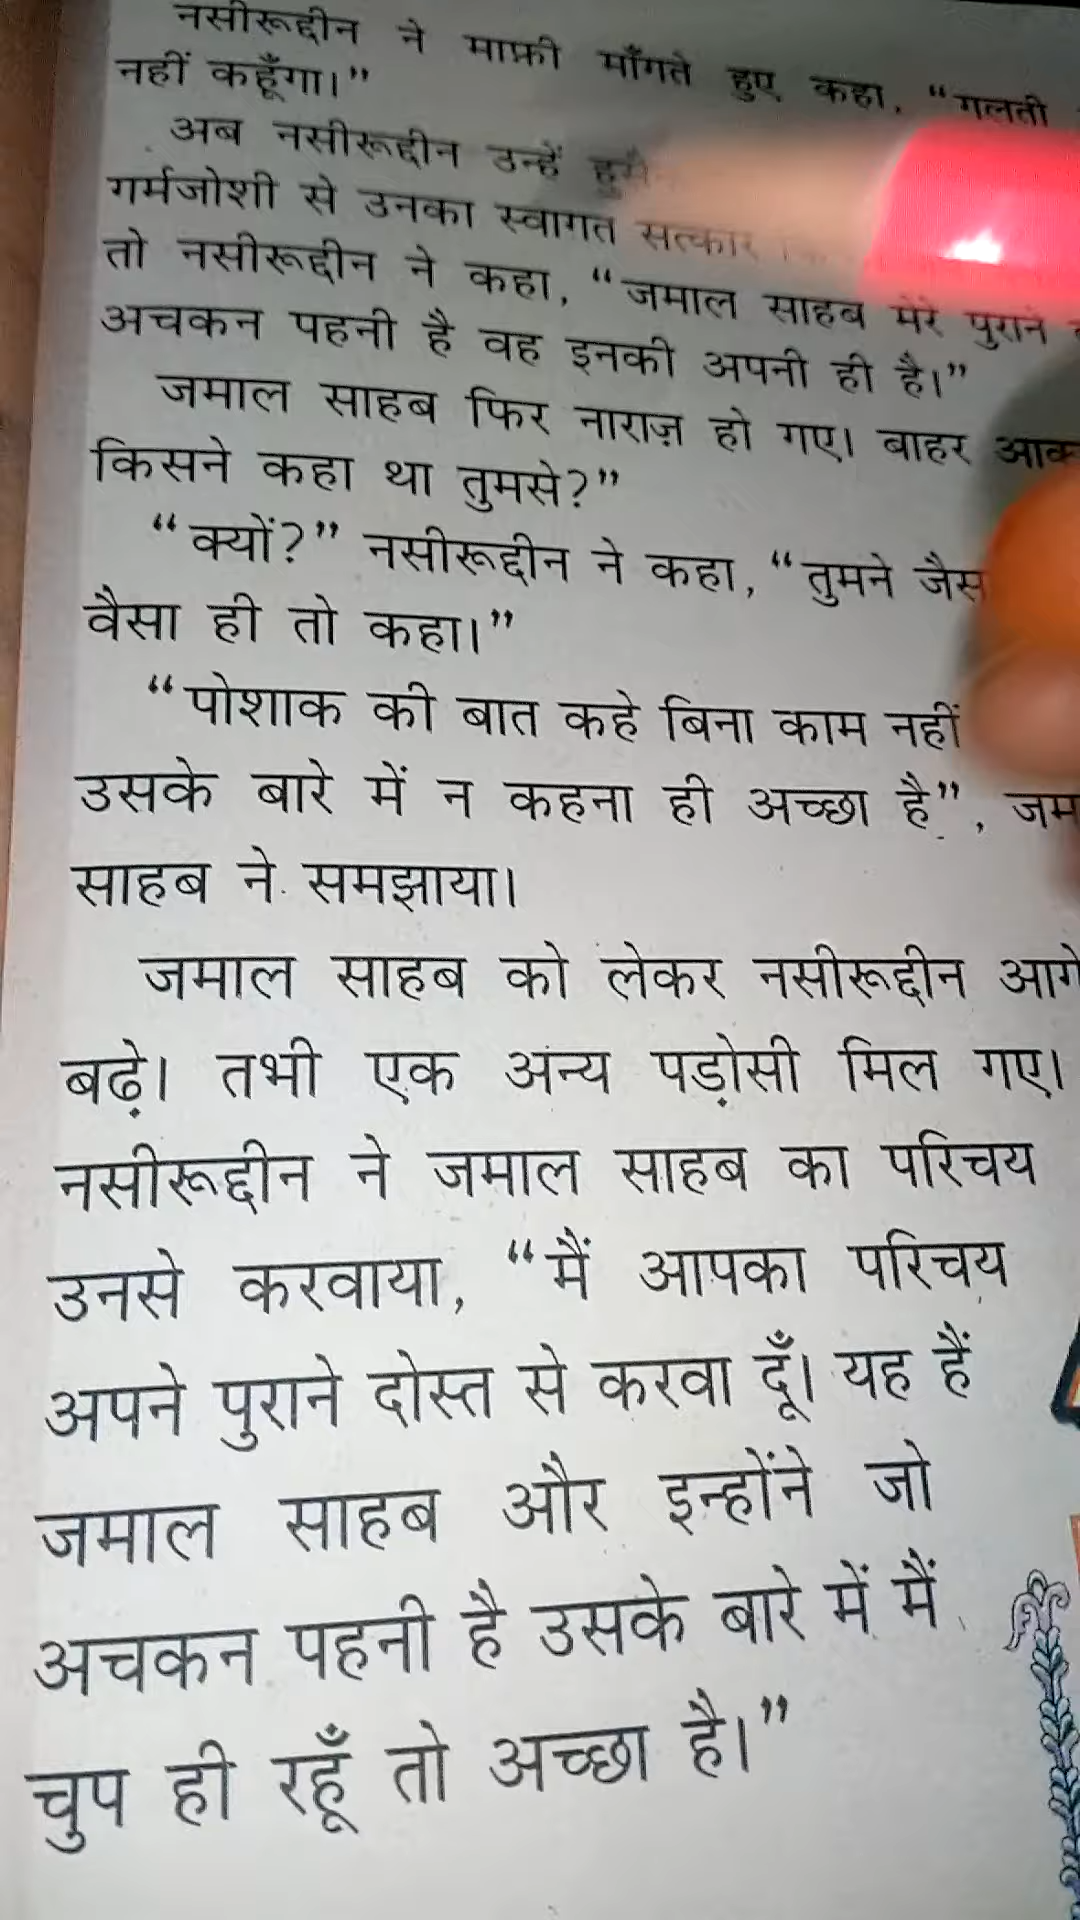 नसीरूद्दीन ने माफ़ी माँगते हुए कहा, “गलती
नहीं कहूँगा।”
अब नसीरूद्दीन उन्हें
गर्मजोशी से उनका स्वागत सत्कार
तो नसीरूद्दीन ने कहा, “जमाल साहब मेरे पुराने
अचकन पहनी है वह इनकी अपनी ही है।”
जमाल साहब फिर नाराज़ हो गए। बाहर
किसने कहा था तुमसे?”
“क्यों?” नसीरूद्दीन ने कहा, “तुमने
वैसा ही तो कहा।”
“पोशाक की बात कहे बिना काम नहीं
उसके बारे में न कहना ही अच्छा है”,
साहब ने समझाया।
जमाल साहब को लेकर नसीरूद्दीन आगे
बढ़े। तभी एक अन्य पड़ोसी मिल गए।
नसीरूद्दीन ने जमाल साहब का परिचय
उनसे करवाया, “मैं आपका परिचय
अपने पुराने दोस्त से करवा दूँ। यह हैं
जमाल साहब और इन्होंने जो
अचकन पहनी है उसके बारे में मैं
चुप ही रहूँ तो अच्छा है।”